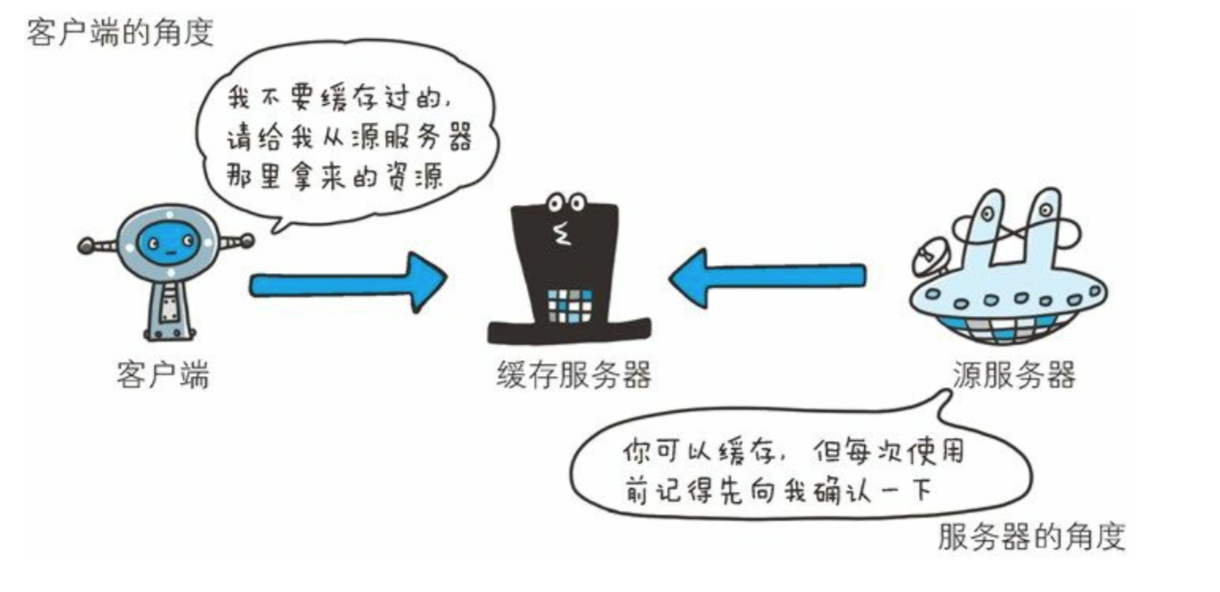 客户端的角度
我不要缓存过的,
请给我从源服务器
那里拿来的资源
客户端
缓存服务器
源服务器
你可以缓存, 但每次使用
前记得先向我确认一下
服务器的角度